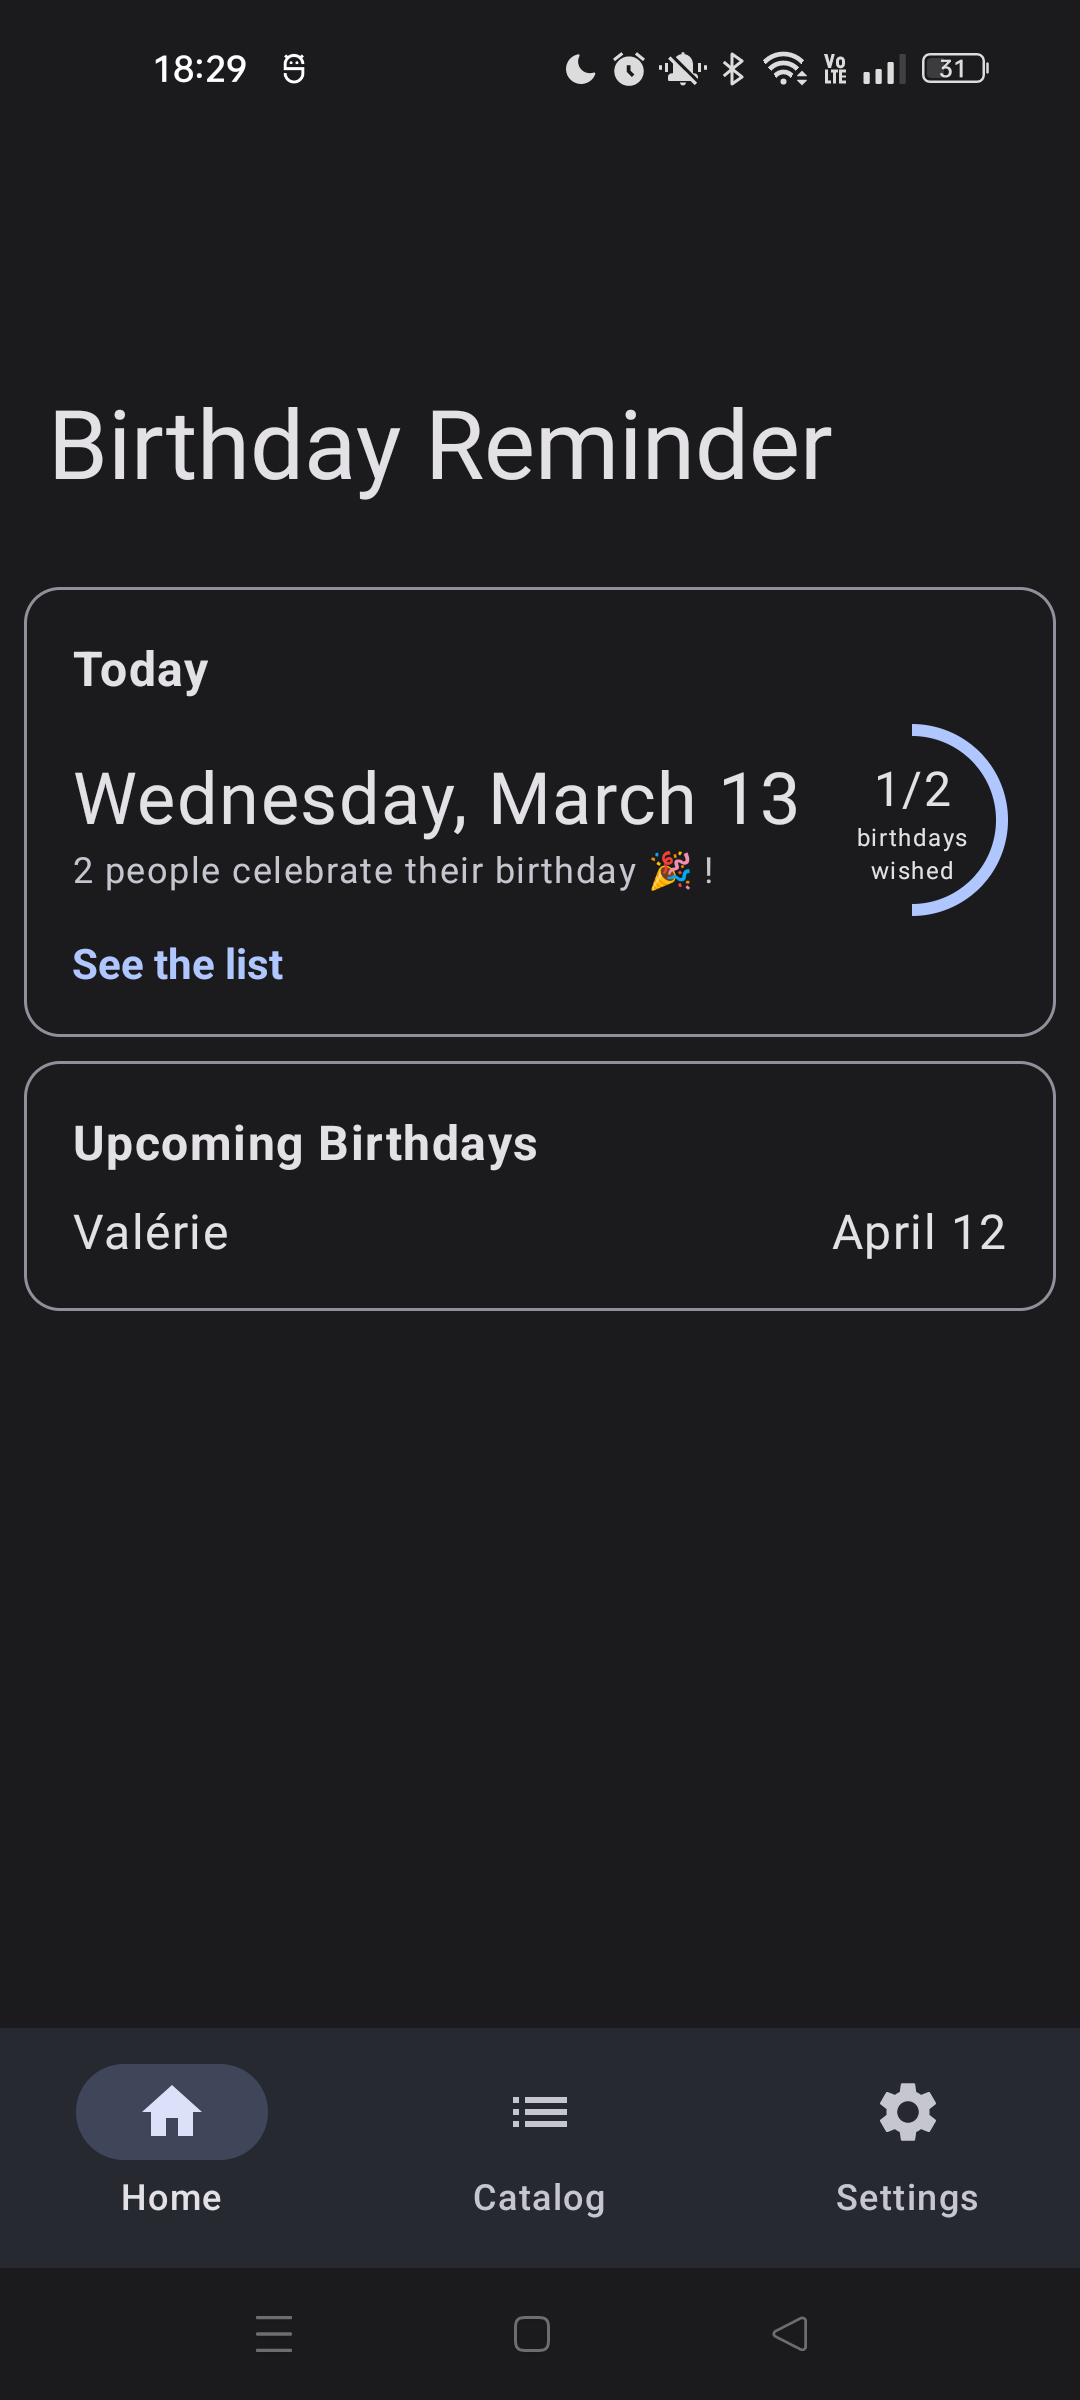 18:29
Vo
LTE
31
Birthday Reminder
Today
Wednesday, March 13
2 people celebrate their birthday 🎉 !
1/2
birthdays
wished
See the list
Upcoming Birthdays
Valérie April 12
Home Catalog Settings